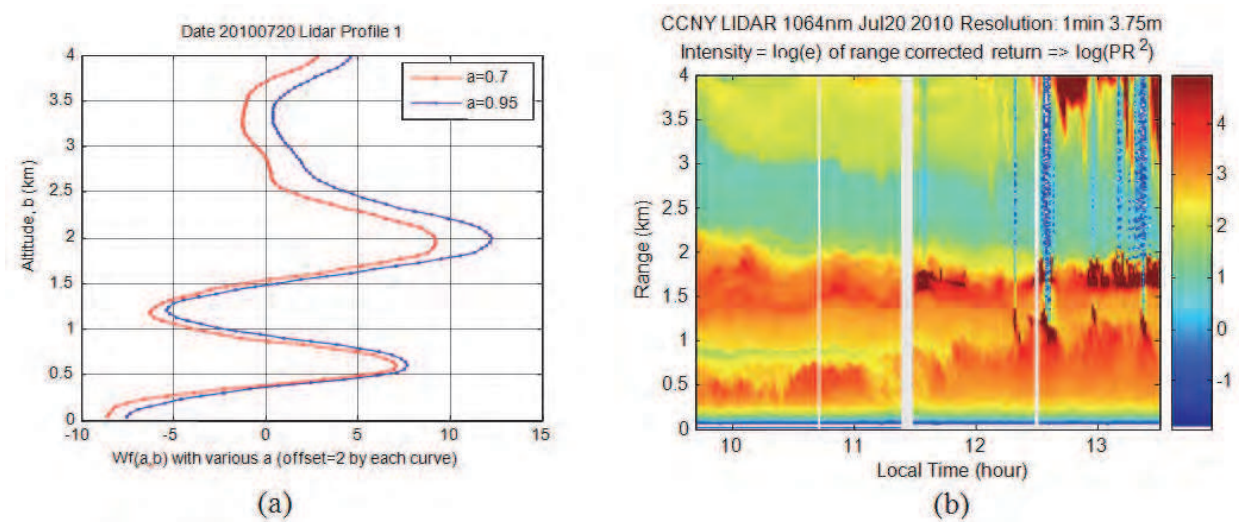 Date 20100720 Lidar Profile 1
4
3.5
3
2.5
2
1.5
1
0.5
0
Altitude, b (km)
a=0.7
a=0.95
-10 -5 0 5 10 15
Wf(a,b) with various a (offset=2 by each curve)
(a)
CCNY LIDAR 1064nm Jul20 2010 Resolution: 1min 3.75m
Intensity = log(e) of range corrected return => log(PR²)
4
3.5
3
2.5
2
1.5
1
0.5
0
Range (km)
10 11 12 13
Local Time (hour)
4
3
2
1
0
-1
(b)